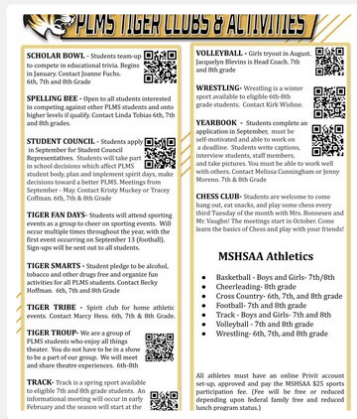 PLMS TIGER CLUBS & ACTIVITIES
SCHOLAR BOWL - Students team-up
to compete in educational trivia. Begins
in January. Contact Joanne Fuchs.
6th, 7th and 8th Grade
SPELLING BEE - Open to all students interested
in competing against other PLMS students and onto
higher levels if qualify. Contact Linda Tobias 6th, 7th
and 8th grades.
STUDENT COUNCIL - Students apply
in September for Student Council
Representatives. Students will take part
in school decisions which affect PLMS
student body, plan and implement spirit days, make
decisions toward a better PLMS. Meetings from
September - May. Contact Kristy Muckey or Tracey
Coffman. 6th, 7th & 8th Grade
TIGER FAN DAYS- Students will attend sporting
events as a group to cheer on sporting events. Will
occur multiple times throughout the year, with the
first event occurring on September 13 (football).
Sign-ups will be sent out to all students.
TIGER SMARTS - Student pledge to be alcohol,
tobacco and other drugs free and organize fun
activities for all PLMS students. Contact Becky
Hoffman. 6th, 7th & 8th Grade
TIGER TRIBE - Spirit club for home athletic
events. Contact Marcy Hess. 6th, 7th & 8th Grade.
TIGER TROUP- We are a group of
PLMS students who enjoy all things
theater. You do not have to be in a show
to be a part of our group. We will meet
and share theatre experiences. 6th-8th
TRACK- Track is a spring sport available
to eligible 7th and 8th grade students. An
informational meeting will occur in early
February and the season will start at the
VOLLEYBALL - Girls tryout in August.
Jacquelyn Blevins is Head Coach. 7th
and 8th grade
WRESTLING- Wrestling is a winter
sport available to eligible 6th-8th
grade students. Contact Kirk Wishne.
YEARBOOK - Students complete an
application in September, must be
self-motivated and able to work on
a deadline. Students write captions,
interview students, staff members,
and take pictures. You must be able to work well
with others. Contact Melissa Cunningham or Jenny
Moreno. 7th & 8th Grade
CHESS CLUB- Students are welcome to come
hang out, eat snacks, and play some chess every
third Tuesday of the month with Mrs. Bonnesen and
Mr. Vaughn! The meetings start in October. Come
learn the basics of Chess and play with your friends!
MSHSAA Athletics
• Basketball - Boys and Girls- 7th/8th
• Cheerleading- 8th grade
• Cross Country- 6th, 7th, and 8th grade
• Football- 7th and 8th grade
• Track - Boys and Girls- 7th and 8th
• Volleyball - 7th and 8th grade
• Wrestling- 6th, 7th, and 8th grade
All athletes must have an online Privit account
set-up, approved and pay the MSHSAA $25 sports
participation fee. (Fee will be free or reduced
depending upon federal family free and reduced
lunch program status.)